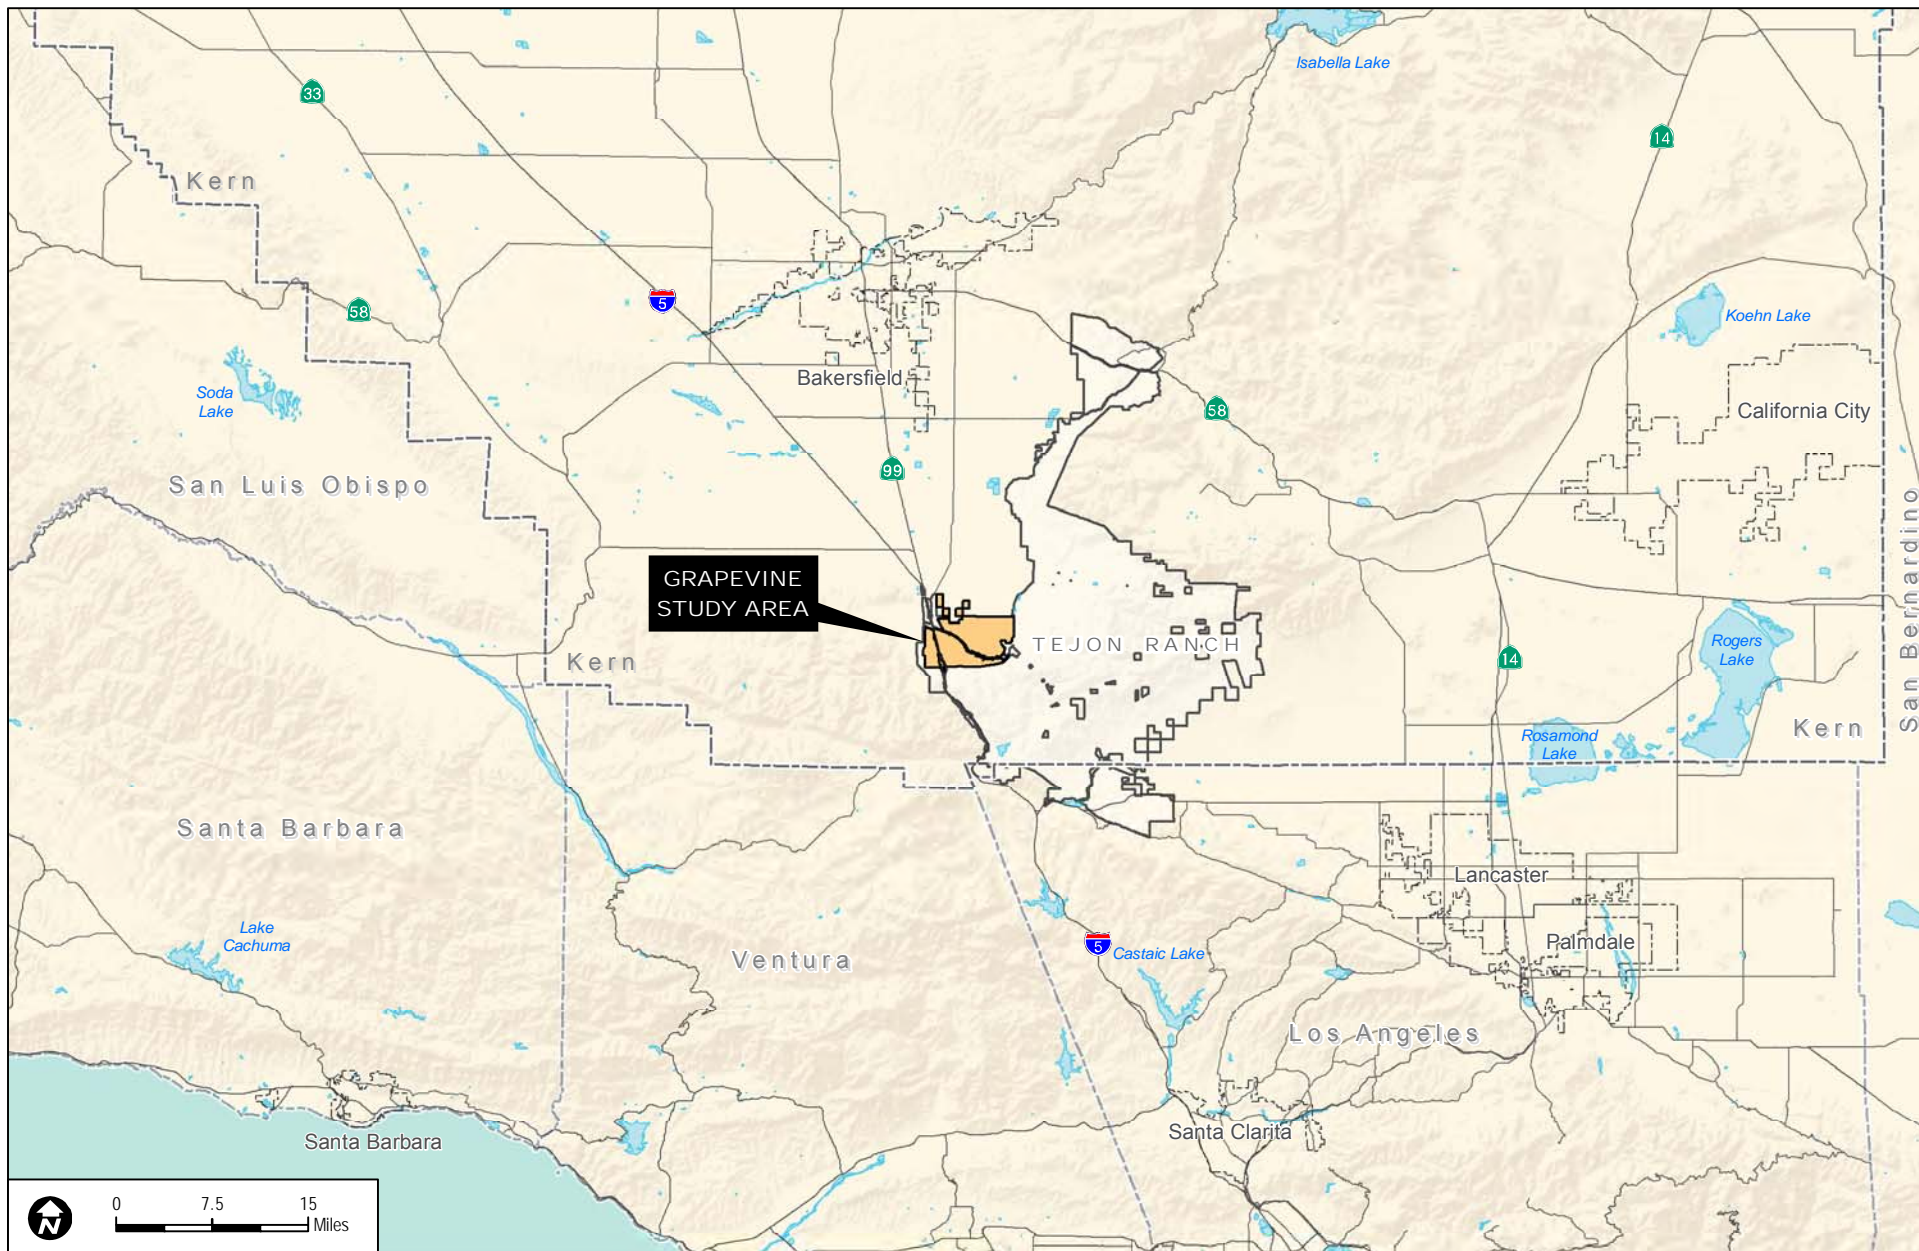 Isabella Lake
33
14
Kern
58
5
Koehn Lake
Soda
Lake
Bakersfield
58
California City
99
San Luis Obispo
San Bernardino
GRAPEVINE
STUDY AREA
TEJON RANCH
Rogers
Lake
14
Kern
Rosamond
Lake
Kern
Santa Barbara
Lancaster
Lake
Cachuma
Ventura
5
Castaic Lake
Palmdale
Los Angeles
Santa Barbara
Santa Clarita
N
0 7.5 15
Miles